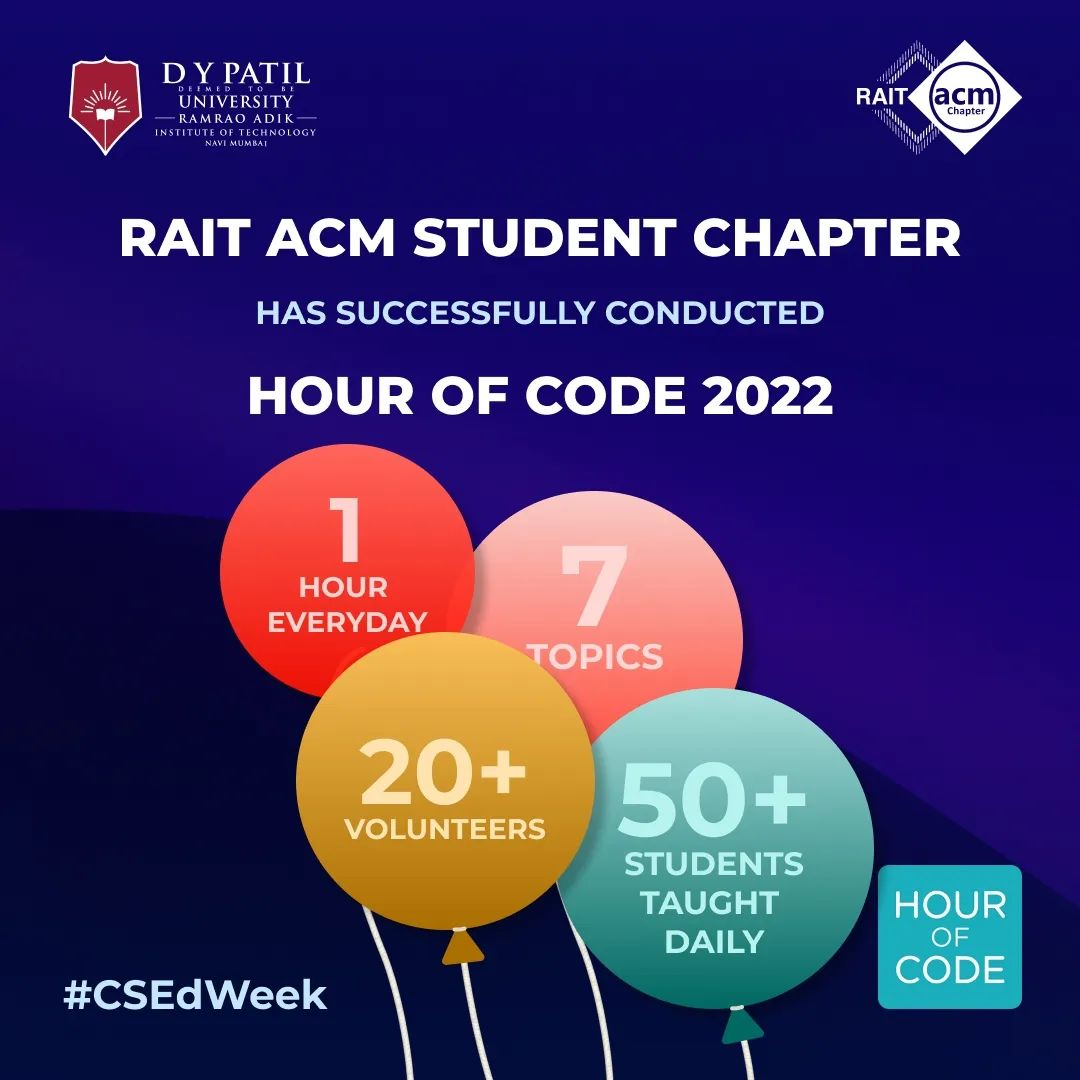 D Y PATIL
DEEMED TO BE
UNIVERSITY
RAMRAO ADIK
INSTITUTE OF TECHNOLOGY
NAVI MUMBAI
RAIT acm
Chapter
RAIT ACM STUDENT CHAPTER
HAS SUCCESSFULLY CONDUCTED
HOUR OF CODE 2022
1
HOUR
EVERYDAY
7
TOPICS
20+
VOLUNTEERS
50+
STUDENTS
TAUGHT
DAILY
HOUR
OF
CODE
#CSEdWeek